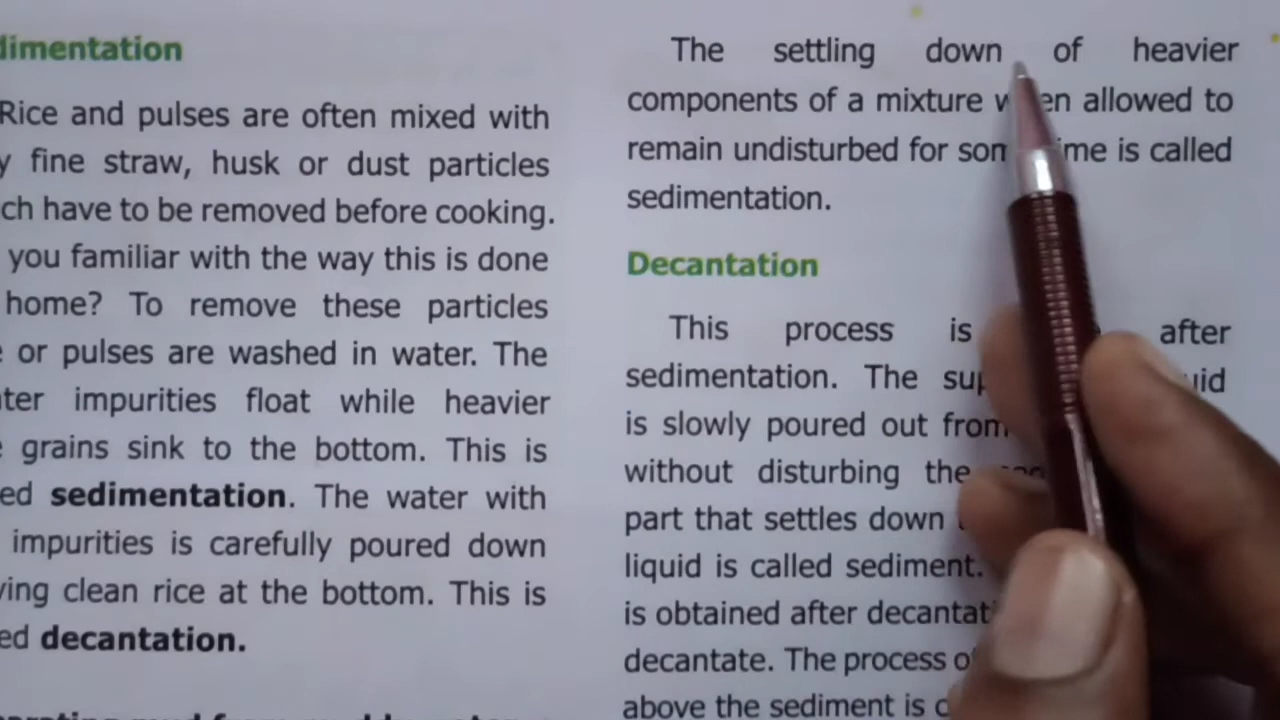 dimentation
Rice and pulses are often mixed with
y fine straw, husk or dust particles
ch have to be removed before cooking.
you familiar with the way this is done
home? To remove these particles
or pulses are washed in water. The
ter impurities float while heavier
grains sink to the bottom. This is
ed sedimentation. The water with
impurities is carefully poured down
ving clean rice at the bottom. This is
ed decantation.
The settling down of heavier
components of a mixture w en allowed to
remain undisturbed for som ime is called
sedimentation.
Decantation
This process is after
sedimentation. The sup uid
is slowly poured out from
without disturbing the
part that settles down
liquid is called sediment.
is obtained after decantat
decantate. The process o
above the sediment is c